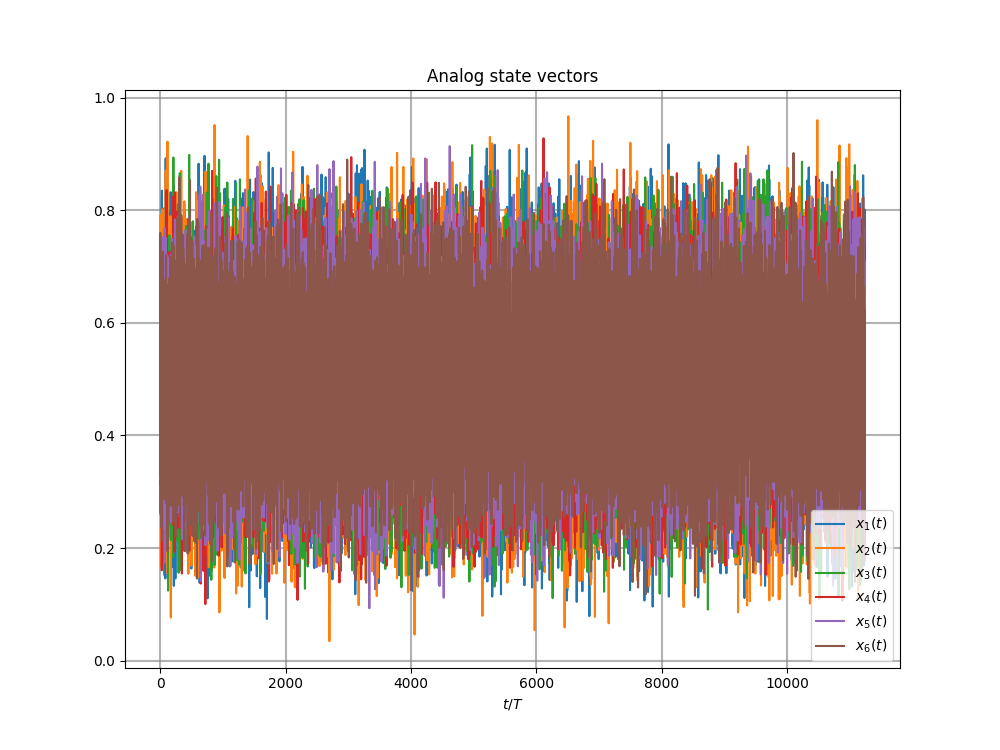 Analog state vectors
1.0
0.8
0.6
0.4
0.2
0.0
0 2000 4000 6000 8000 10000
t/T
x₁(t)
x₂(t)
x₃(t)
x₄(t)
x₅(t)
x₆(t)